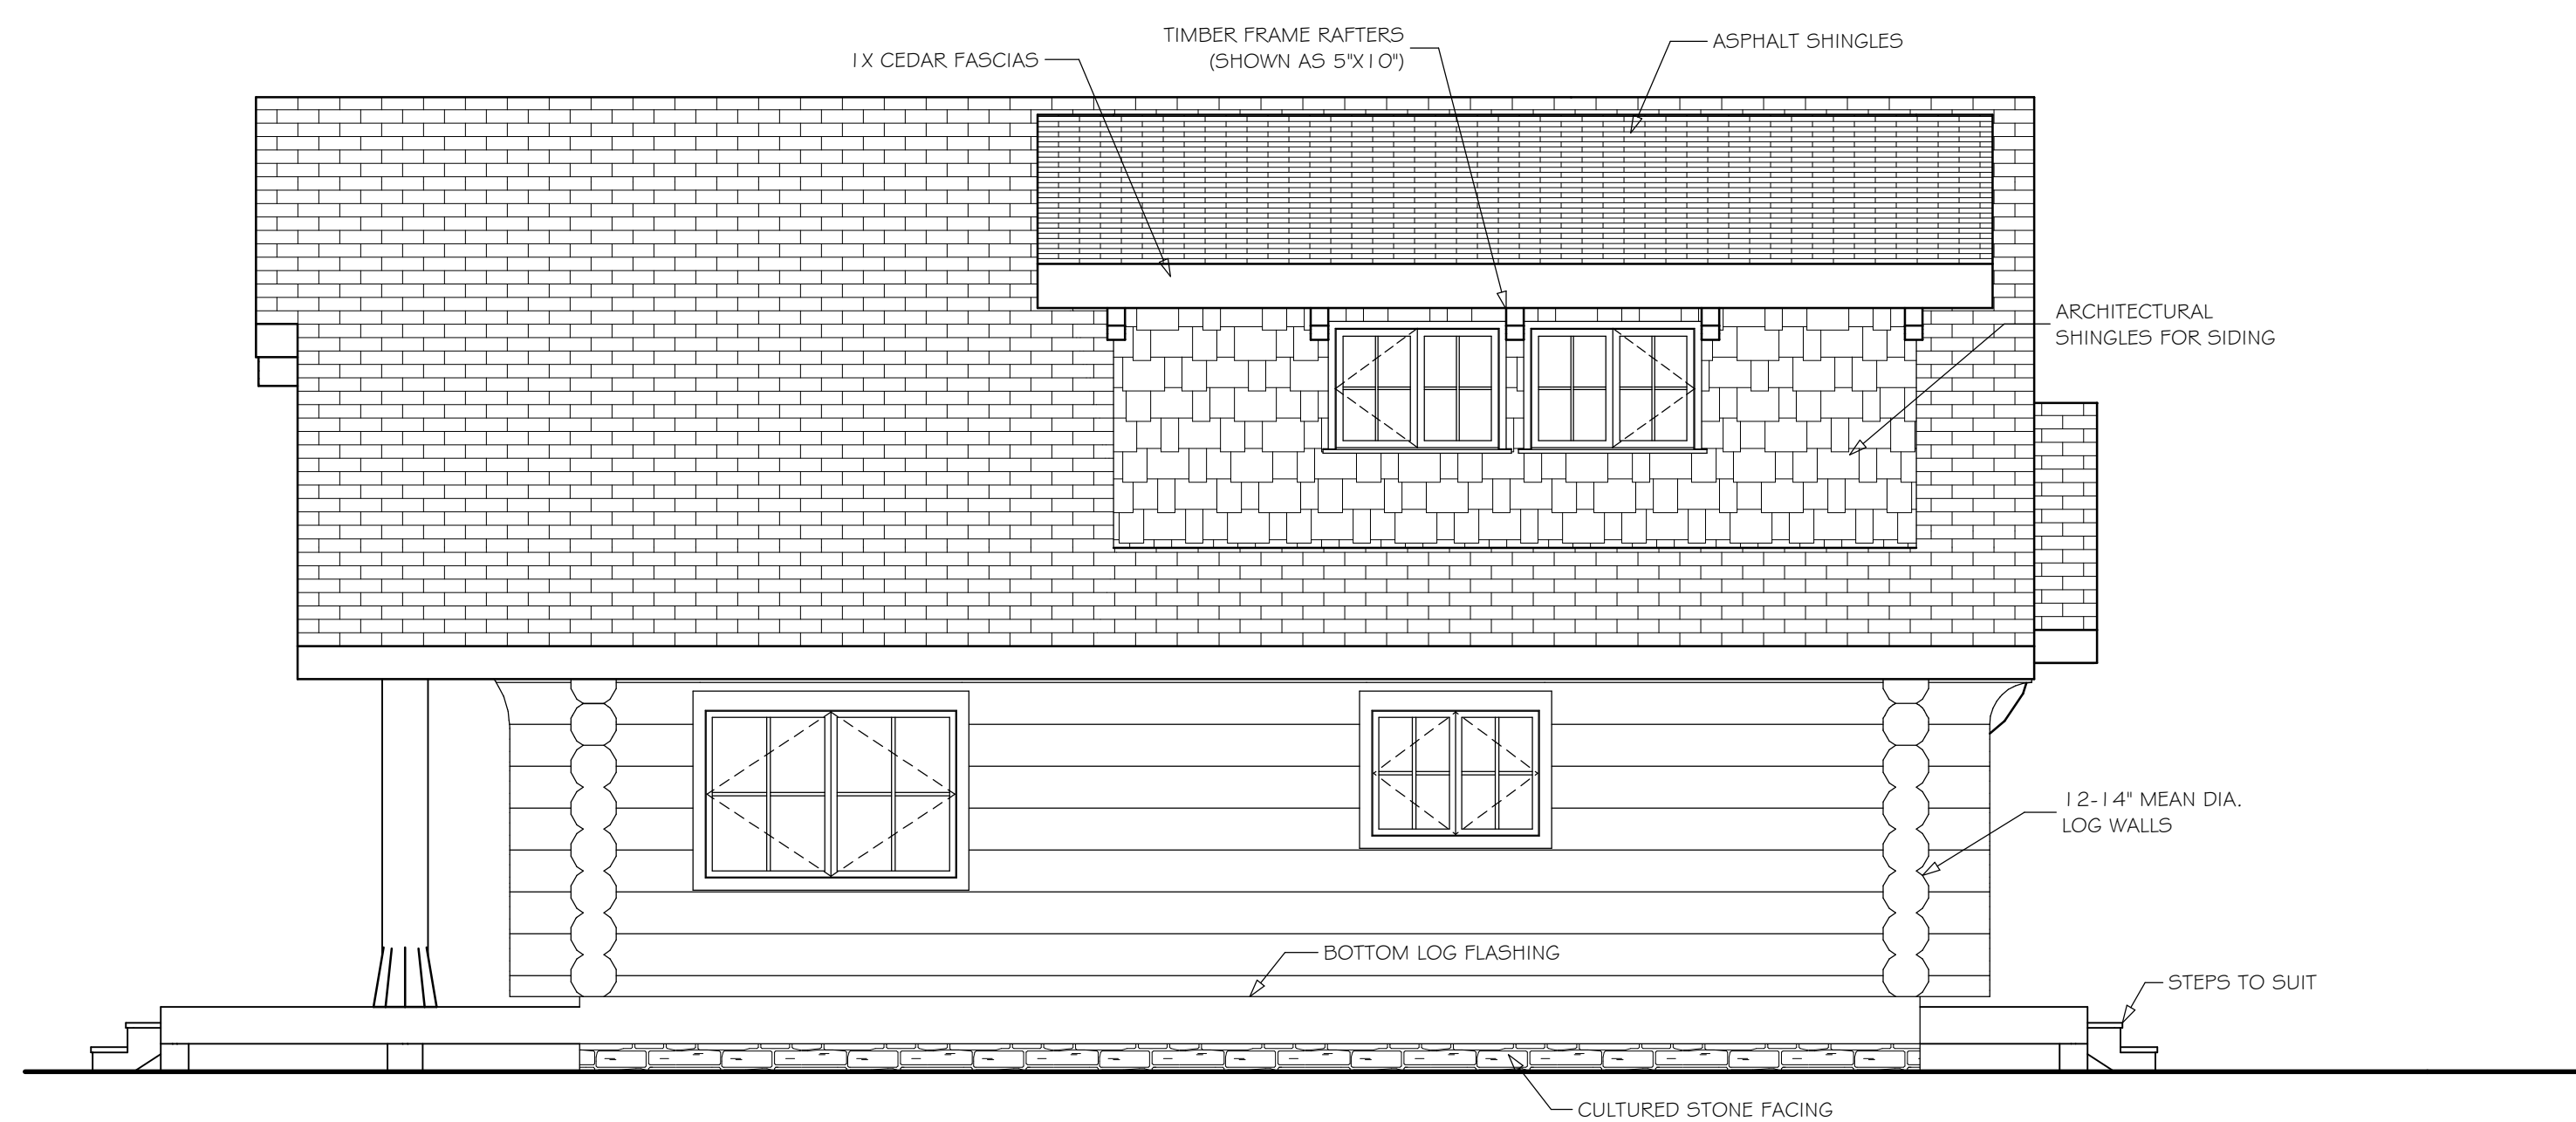 TIMBER FRAME RAFTERS
(SHOWN AS 5"X10")
ASPHALT SHINGLES
1X CEDAR FASCIAS
ARCHITECTURAL
SHINGLES FOR SIDING
12-14" MEAN DIA.
LOG WALLS
BOTTOM LOG FLASHING
STEPS TO SUIT
CULTURED STONE FACING